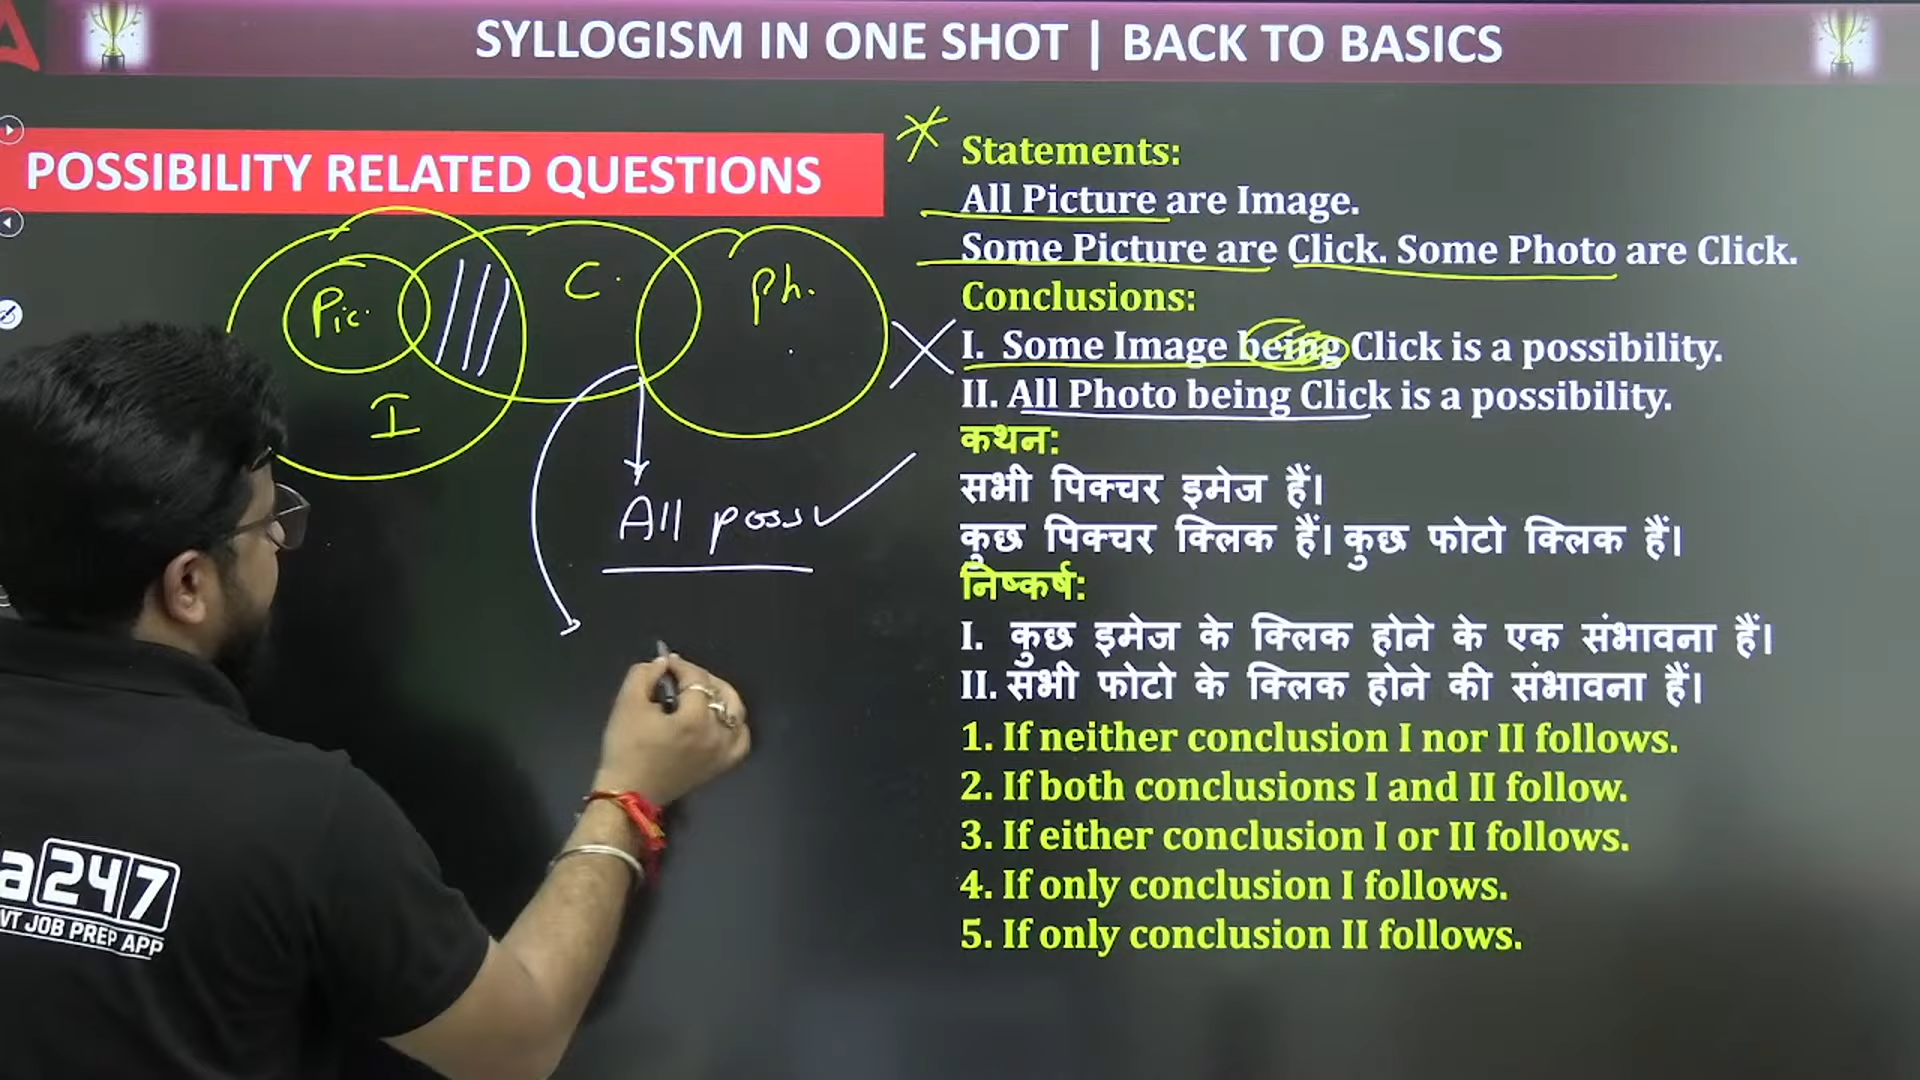 SYLLOGISM IN ONE SHOT | BACK TO BASICS
POSSIBILITY RELATED QUESTIONS
Pic.
I
C.
Ph.
All poss
Statements:
All Picture are Image.
Some Picture are Click. Some Photo are Click.
Conclusions:
I. Some Image being Click is a possibility.
II. All Photo being Click is a possibility.
कथन:
सभी पिक्चर इमेज हैं।
कुछ पिक्चर क्लिक हैं। कुछ फोटो क्लिक हैं।
निष्कर्ष:
I. कुछ इमेज के क्लिक होने के एक संभावना हैं।
II. सभी फोटो के क्लिक होने की संभावना हैं।
1. If neither conclusion I nor II follows.
2. If both conclusions I and II follow.
3. If either conclusion I or II follows.
4. If only conclusion I follows.
5. If only conclusion II follows.
a247
VT JOB PREP APP